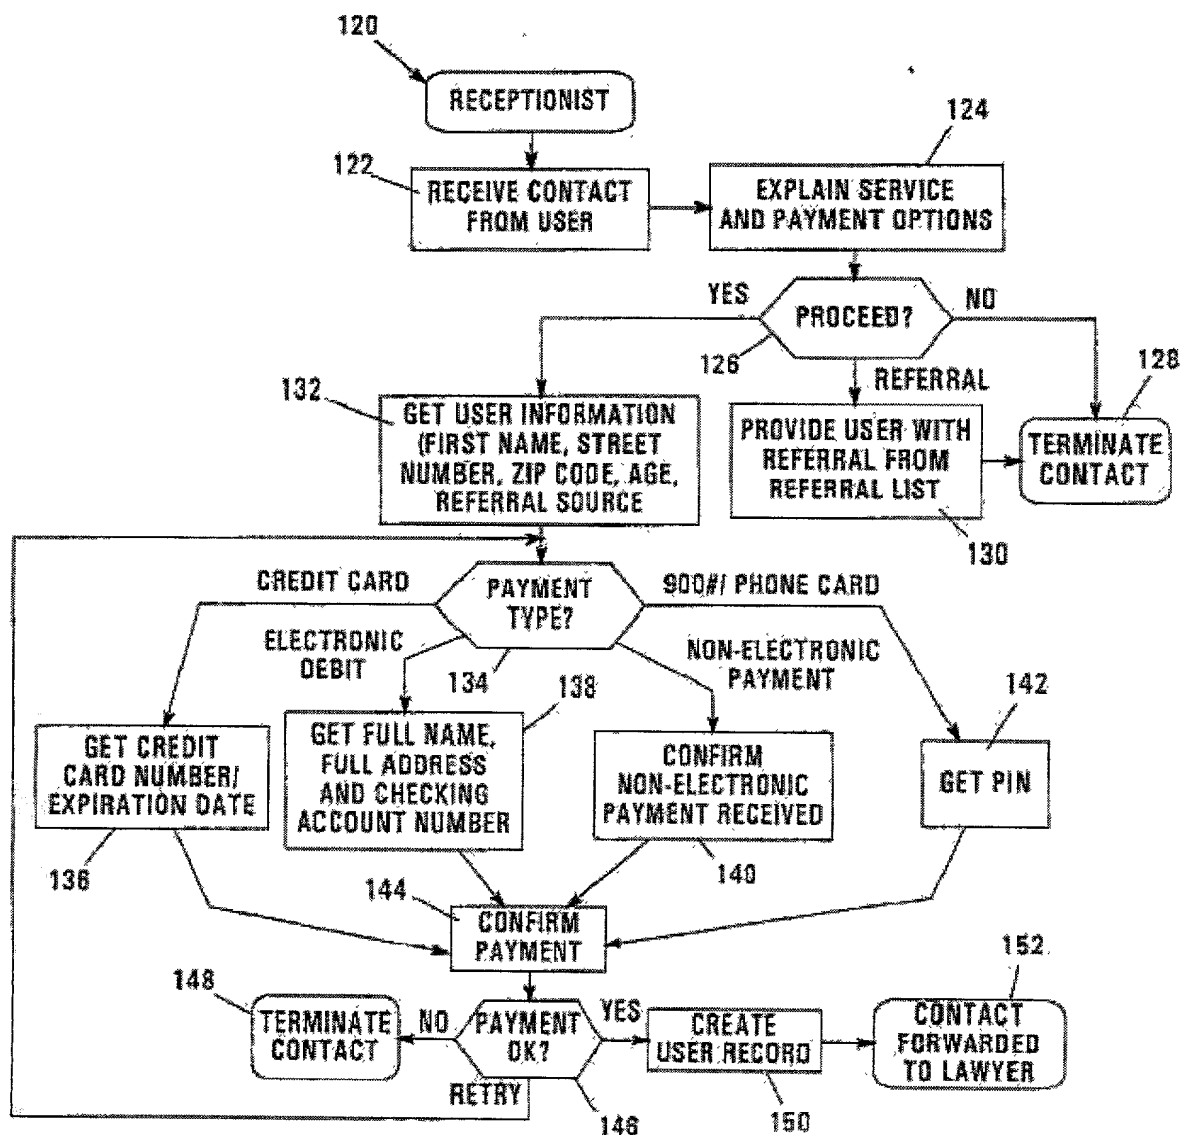 120
RECEPTIONIST
122
RECEIVE CONTACT
FROM USER
124
EXPLAIN SERVICE
AND PAYMENT OPTIONS
YES
PROCEED?
NO
126
REFERRAL
128
TERMINATE
CONTACT
132
GET USER INFORMATION
(FIRST NAME, STREET
NUMBER, ZIP CODE, AGE,
REFERRAL SOURCE
PROVIDE USER WITH
REFERRAL FROM
REFERRAL LIST
130
CREDIT CARD
PAYMENT
TYPE?
900#/ PHONE CARD
ELECTRONIC
DEBIT
134
NON-ELECTRONIC
PAYMENT
138
142
GET CREDIT
CARD NUMBER/
EXPIRATION DATE
GET FULL NAME,
FULL ADDRESS
AND CHECKING
ACCOUNT NUMBER
CONFIRM
NON-ELECTRONIC
PAYMENT RECEIVED
GET PIN
136
140
144
CONFIRM
PAYMENT
148
TERMINATE
CONTACT
NO
PAYMENT
OK?
YES
CREATE
USER RECORD
152
CONTACT
FORWARDED
TO LAWYER
RETRY
146
150